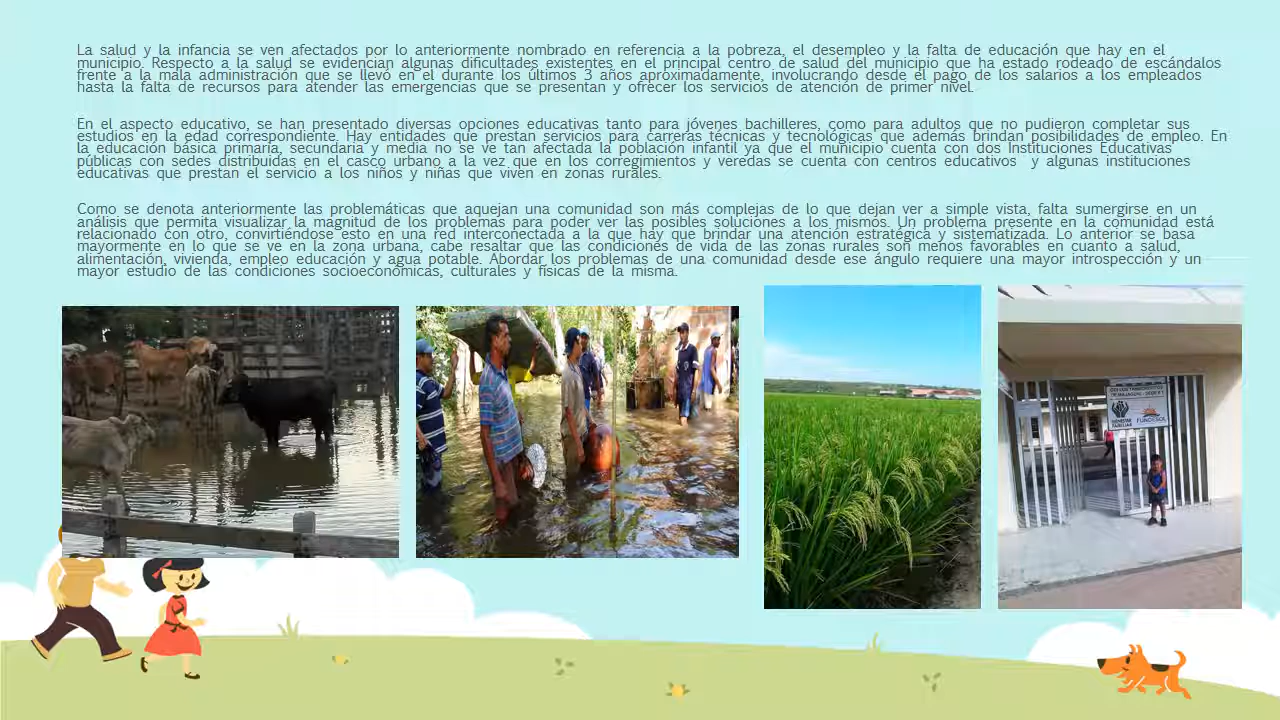 La salud y la infancia se ven afectados por lo anteriormente nombrado en referencia a la pobreza, el desempleo y la falta de educación que hay en el
municipio. Respecto a la salud se evidencian algunas dificultades existentes en el principal centro de salud del municipio que ha estado rodeado de escándalos
frente a la mala administración que se llevó en el durante los últimos 3 años aproximadamente, involucrando desde el pago de los salarios a los empleados
hasta la falta de recursos para atender las emergencias que se presentan y ofrecer los servicios de atención de primer nivel.
En el aspecto educativo, se han presentado diversas opciones educativas tanto para jóvenes bachilleres, como para adultos que no pudieron completar sus
estudios en la edad correspondiente. Hay entidades que prestan servicios para carreras técnicas y tecnológicas que además brindan posibilidades de empleo. En
la educación básica primaria, secundaria y media no se ve tan afectada la población infantil ya que el municipio cuenta con dos Instituciones Educativas
públicas con sedes distribuidas en el casco urbano a la vez que en los corregimientos y veredas se cuenta con centros educativos y algunas instituciones
educativas que prestan el servicio a los niños y niñas que viven en zonas rurales.
Como se denota anteriormente las problemáticas que aquejan una comunidad son más complejas de lo que dejan ver a simple vista, falta sumergirse en un
análisis que permita visualizar la magnitud de los problemas para poder ver las posibles soluciones a los mismos. Un problema presente en la comunidad está
relacionado con otro, convirtiéndose esto en una red interconectada a la que hay que brindar una atención estratégica y sistematizada. Lo anterior se basa
mayormente en lo que se ve en la zona urbana, cabe resaltar que las condiciones de vida de las zonas rurales son menos favorables en cuanto a salud,
alimentación, vivienda, empleo educación y agua potable. Abordar los problemas de una comunidad desde ese ángulo requiere una mayor introspección y un
mayor estudio de las condiciones socioeconómicas, culturales y físicas de la misma.
BIENESTAR
FAMILIAR
FUNDESOL